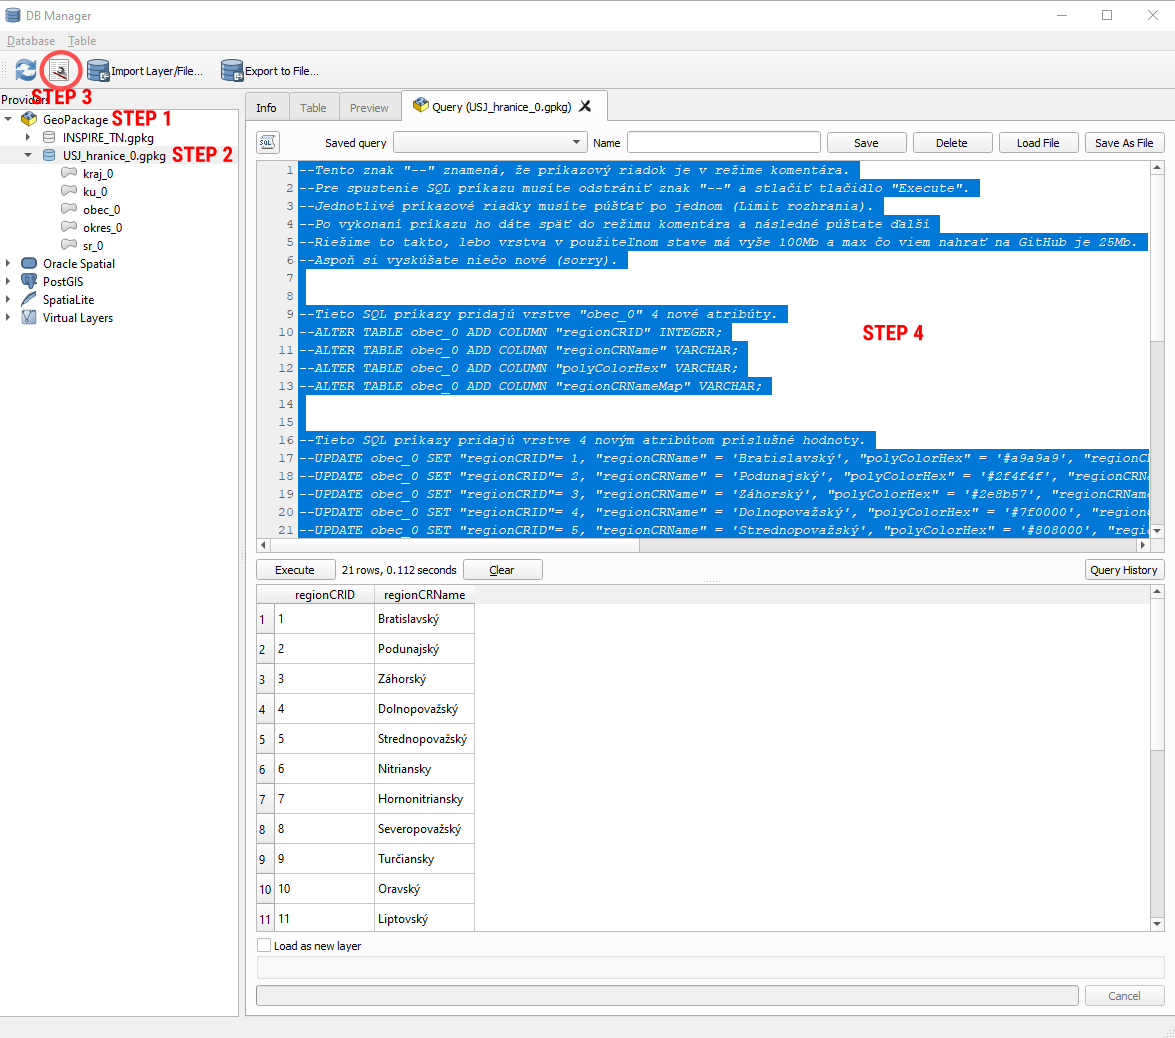 DB Manager
Database Table
Import Layer/File... Export to File...
Providers
STEP 3
GeoPackage STEP 1
INSPIRE_TN.gpkg
USJ_hranice_0.gpkg STEP 2
kraj_0
ku_0
obec_0
okres_0
sr_0
Oracle Spatial
PostGIS
SpatiaLite
Virtual Layers
Info Table Preview Query (USJ_hranice_0.gpkg)
SQL Saved query Name Save Delete Load File Save As File
1 --Tento znak "--" znamená, že príkazový riadok je v režime komentára.
2 --Pre spustenie SQL príkazu musíte odstrániť znak "--" a stlačiť tlačidlo "Execute".
3 --Jednotlivé príkazové riadky musíte púšťať po jednom (Limit rozhrania).
4 --Po vykonaní príkazu ho dáte späť do režimu komentára a následné púštate ďalší
5 --Riešime to takto, lebo vrstva v použiteľnom stave má vyše 100Mb a max čo viem nahrať na GitHub je 25Mb.
6 --Aspoň si vyskúšate niečo nové (sorry).
7
8
9 --Tieto SQL príkazy pridajú vrstve "obec_0" 4 nové atribúty.
10 --ALTER TABLE obec_0 ADD COLUMN "regionCRID" INTEGER;
11 --ALTER TABLE obec_0 ADD COLUMN "regionCRName" VARCHAR;
12 --ALTER TABLE obec_0 ADD COLUMN "polyColorHex" VARCHAR;
13 --ALTER TABLE obec_0 ADD COLUMN "regionCRNameMap" VARCHAR;
14
15
16 --Tieto SQL príkazy pridajú vrstve 4 novým atribútom príslušné hodnoty.
17 --UPDATE obec_0 SET "regionCRID"= 1, "regionCRName" = 'Bratislavský', "polyColorHex" = '#a9a9a9', "regionC
18 --UPDATE obec_0 SET "regionCRID"= 2, "regionCRName" = 'Podunajský', "polyColorHex" = '#2f4f4f', "regionCRNa
19 --UPDATE obec_0 SET "regionCRID"= 3, "regionCRName" = 'Záhorský', "polyColorHex" = '#2e8b57', "regionCRName
20 --UPDATE obec_0 SET "regionCRID"= 4, "regionCRName" = 'Dolnopovažský', "polyColorHex" = '#7f0000', "region
21 --UPDATE obec_0 SET "regionCRID"= 5, "regionCRName" = 'Strednopovažský', "polyColorHex" = '#808000', "regio
STEP 4
Execute 21 rows, 0.112 seconds Clear Query History
regionCRID regionCRName
1 1 Bratislavský
2 2 Podunajský
3 3 Záhorský
4 4 Dolnopovažský
5 5 Strednopovažský
6 6 Nitriansky
7 7 Hornonitriansky
8 8 Severopovažský
9 9 Turčiansky
10 10 Oravský
11 11 Liptovský
Load as new layer
Cancel